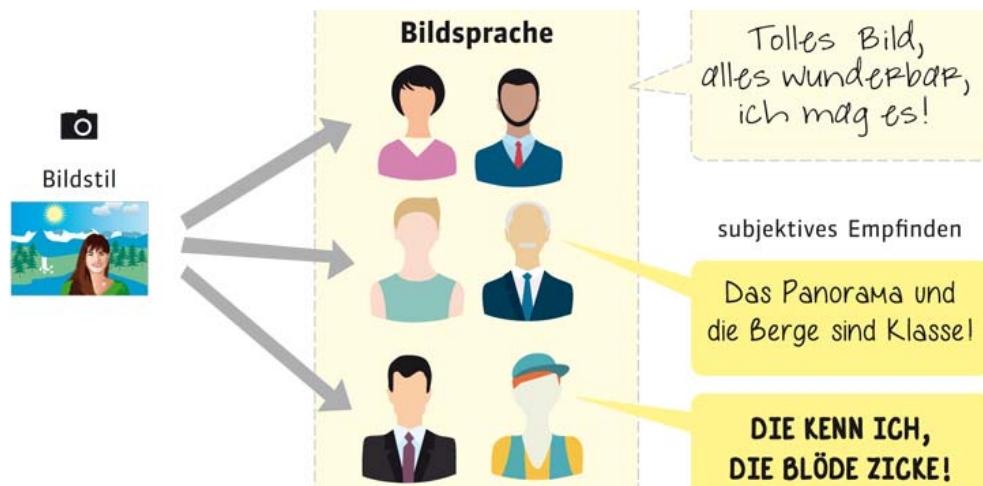 Bildsprache
Tolles Bild,
alles wunderbar,
ich mag es!
Bildstil
subjektives Empfinden
Das Panorama und
die Berge sind Klasse!
DIE KENN ICH,
DIE BLÖDE ZICKE!